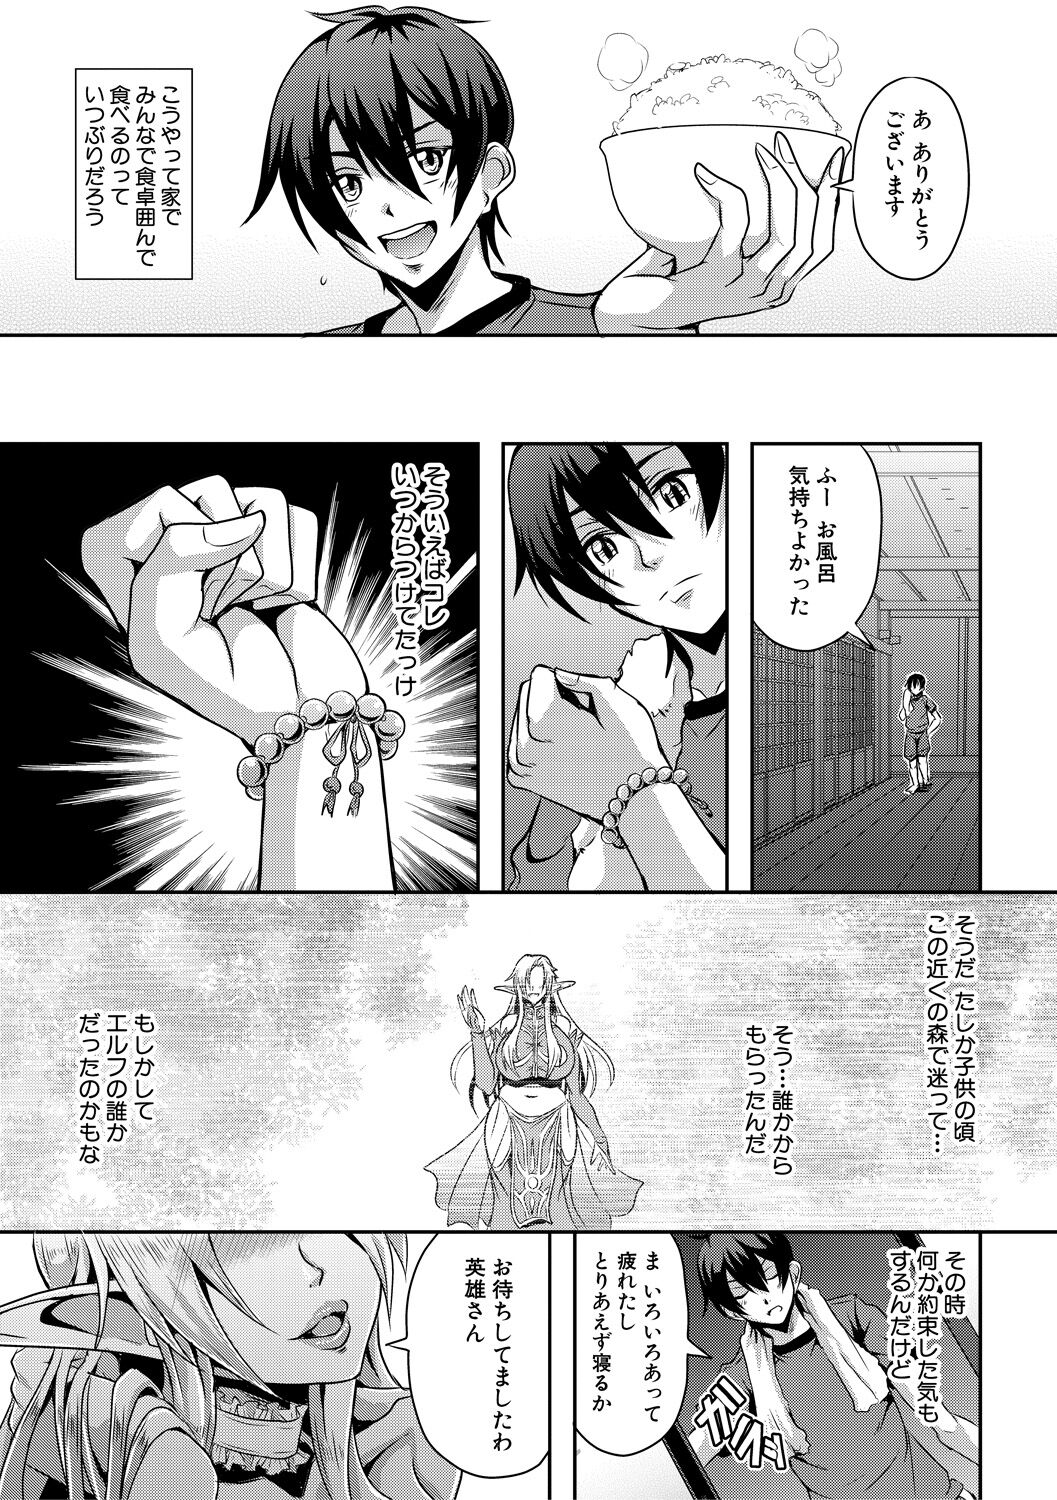 あ ありがとう
ございます
こうやって家で
みんなで食卓囲んで
食べるのって
いつぶりだろう
ふー お風呂
気持ちよかった
そういえばコレ
いつからつけてたっけ
そうだ たしか子供の頃
この近くの森で迷って…
そう…誰かから
もらったんだ
もしかして
エルフの誰か
だったのかもな
その時
何か約束した気も
するんだけど
ま いろいろあって
疲れたし
とりあえず寝るか
ガラッ
お待ちしてましたわ
英雄さん